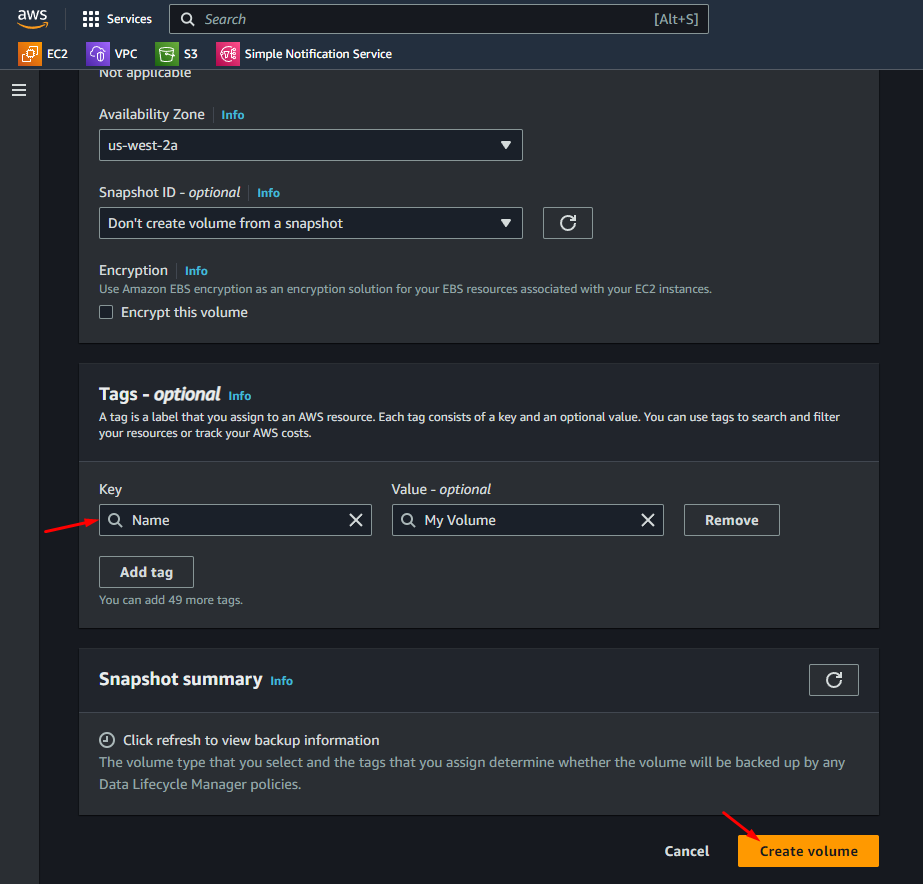 aws
Services
Search
[Alt+S]
EC2
VPC
S3
Simple Notification Service
Not applicable
Availability Zone Info
us-west-2a
Snapshot ID - optional Info
Don't create volume from a snapshot
Encryption Info
Use Amazon EBS encryption as an encryption solution for your EBS resources associated with your EC2 instances.
Encrypt this volume
Tags - optional Info
A tag is a label that you assign to an AWS resource. Each tag consists of a key and an optional value. You can use tags to search and filter
your resources or track your AWS costs.
Key
Value - optional
Name
My Volume
Remove
Add tag
You can add 49 more tags.
Snapshot summary Info
Click refresh to view backup information
The volume type that you select and the tags that you assign determine whether the volume will be backed up by any
Data Lifecycle Manager policies.
Cancel
Create volume